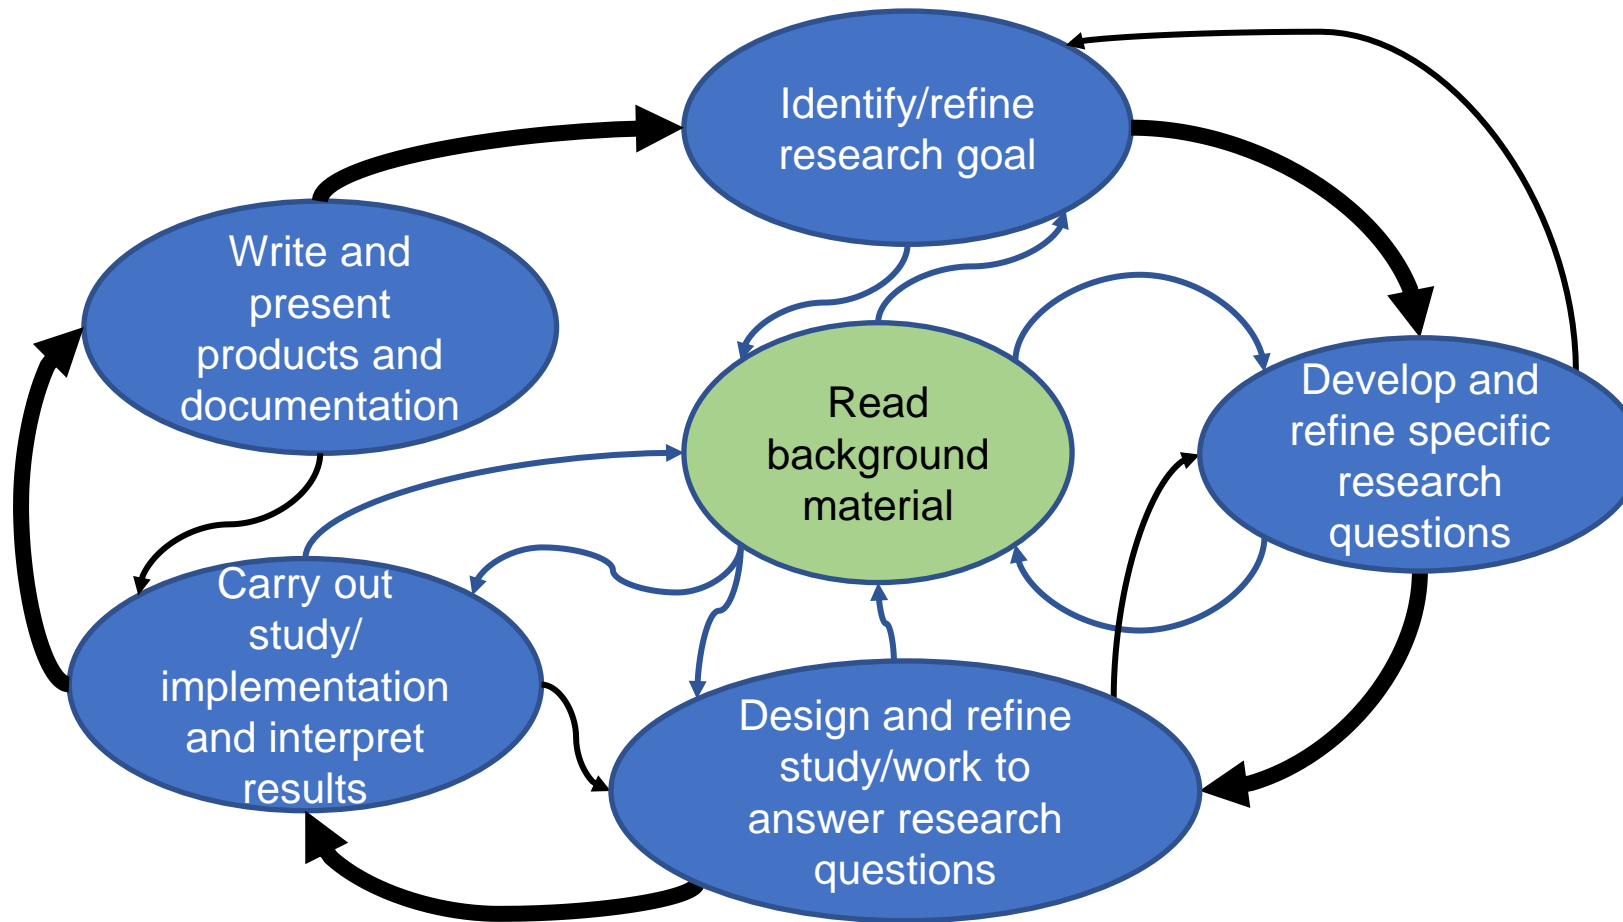 Identify/refine
research goal
Write and
present
products and
documentation
Read
background
material
Develop and
refine specific
research
questions
Carry out
study/
implementation
and interpret
results
Design and refine
study/work to
answer research
questions